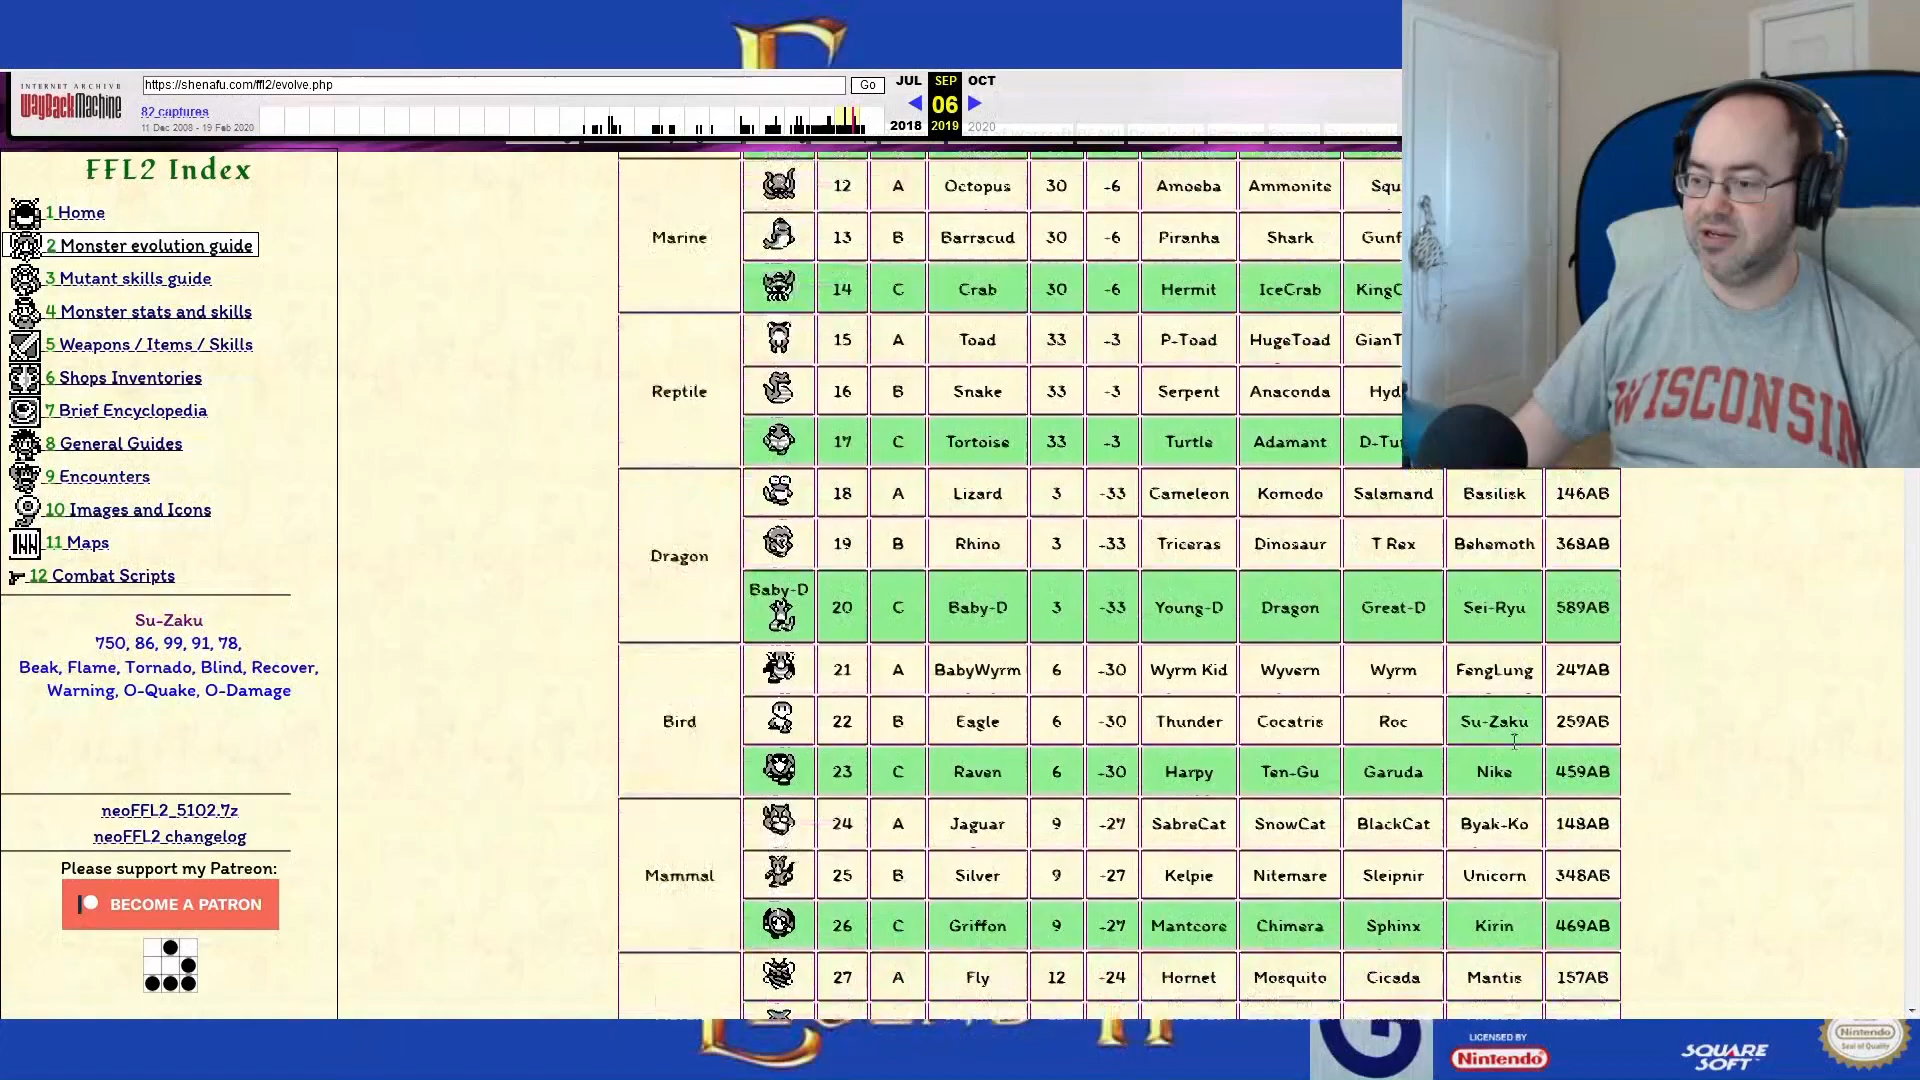 INTERNET ARCHIVE
WayBackMachine
https://shenafu.com/ffl2/evolve.php
Go
JUL SEP OCT
82 captures
06
11 Dec 2008 - 19 Feb 2020
2018 2019 2020
FFL2 Index
1 Home
2 Monster evolution guide
3 Mutant skills guide
4 Monster stats and skills
5 Weapons / Items / Skills
6 Shops Inventories
7 Brief Encyclopedia
8 General Guides
9 Encounters
10 Images and Icons
11 Maps
12 Combat Scripts
Su-Zaku
750, 86, 99, 91, 78,
Beak, Flame, Tornado, Blind, Recover,
Warning, O-Quake, O-Damage
neoFFL2_5102.7z
neoFFL2 changelog
Please support my Patreon:
BECOME A PATRON
12 A Octopus 30 -6 Amoeba Ammonite Squ
Marine 13 B Barracud 30 -6 Piranha Shark Gunf
14 C Crab 30 -6 Hermit IceCrab KingC
15 A Toad 33 -3 P-Toad HugeToad GianT
Reptile 16 B Snake 33 -3 Serpent Anaconda Hyd
17 C Tortoise 33 -3 Turtle Adamant D-Tur
18 A Lizard 3 -33 Cameleon Komodo Salamand Basilisk 146AB
Dragon 19 B Rhino 3 -33 Triceras Dinosaur T Rex Behemoth 368AB
Baby-D 20 C Baby-D 3 -33 Young-D Dragon Great-D Sei-Ryu 589AB
21 A BabyWyrm 6 -30 Wyrm Kid Wyvern Wyrm FengLung 247AB
Bird 22 B Eagle 6 -30 Thunder Cocatris Roc Su-Zaku 259AB
23 C Raven 6 -30 Harpy Ten-Gu Garuda Nike 459AB
24 A Jaguar 9 -27 SabreCat SnowCat BlackCat Byak-Ko 148AB
Mammal 25 B Silver 9 -27 Kelpie Nitemare Sleipnir Unicorn 348AB
26 C Griffon 9 -27 Mantcore Chimera Sphinx Kirin 469AB
27 A Fly 12 -24 Hornet Mosquito Cicada Mantis 157AB
WISCONSIN
LICENSED BY
Nintendo
SQUARE
SOFT
Nintendo
Seal of Quality